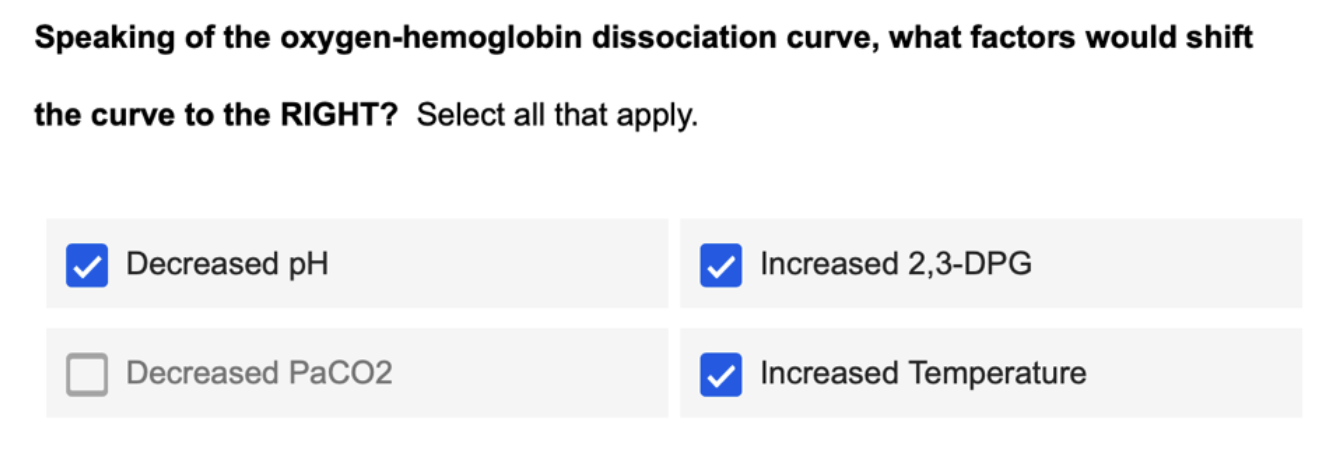 Speaking of the oxygen-hemoglobin dissociation curve, what factors would shift
the curve to the RIGHT? Select all that apply.
Decreased pH
Increased 2,3-DPG
Decreased PaCO2
Increased Temperature